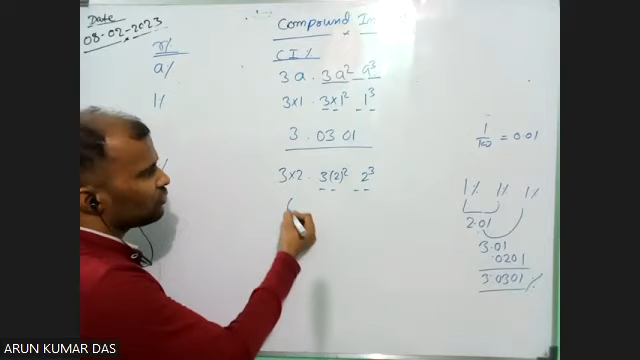 Date
08-02-2023
Compound In
r%
CI%
a%
3a . 3a² a³
1%
3×1 . 3×1² 1³
3 . 03 01
3×2 . 3(2)² 2³
1/100 = 0.01
1% 1% 1%
2.01
3.01
.0201
3.0301
ARUN KUMAR DAS